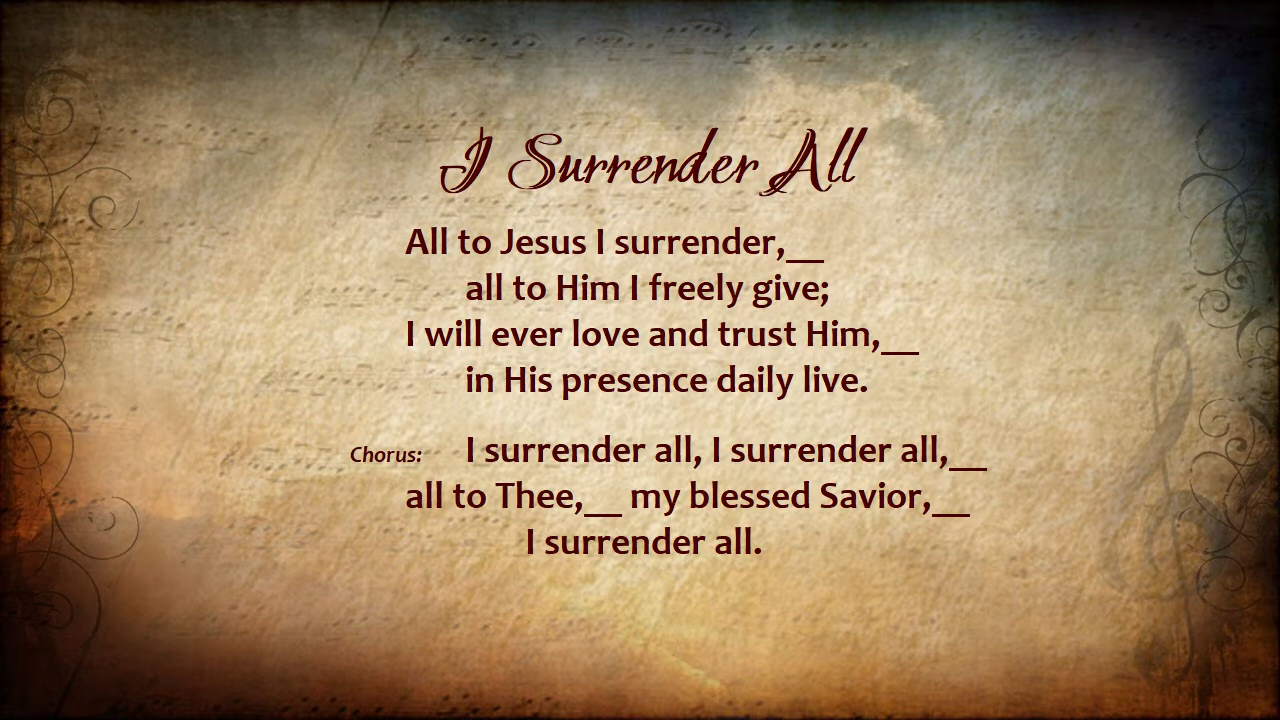 I Surrender All
All to Jesus I surrender,__
all to Him I freely give;
I will ever love and trust Him,__
in His presence daily live.
Chorus: I surrender all, I surrender all,__
all to Thee,__ my blessed Savior,__
I surrender all.